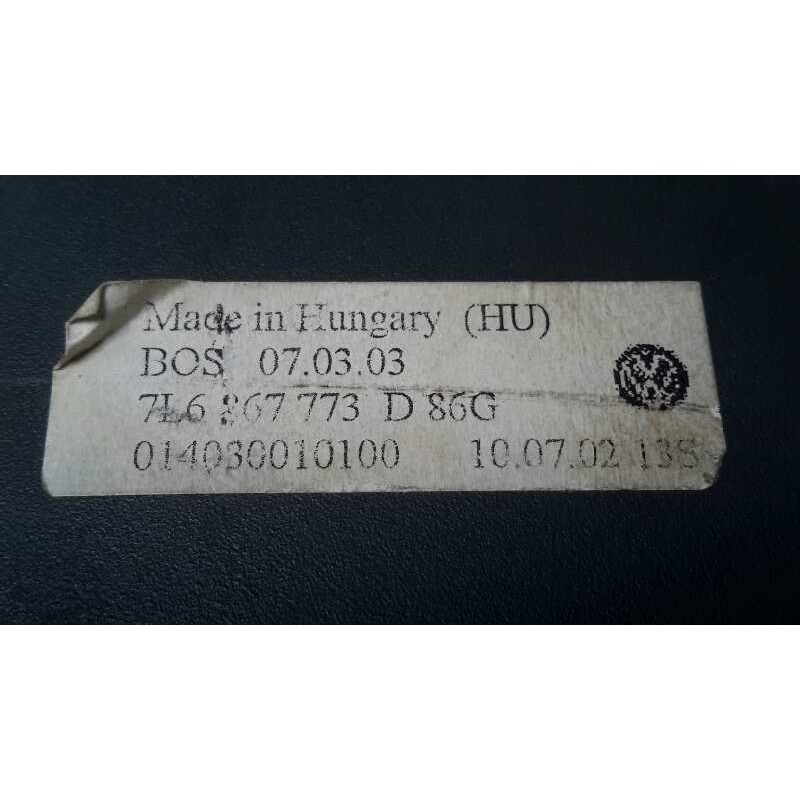 Made in Hungary (HU)
BOS 07.03.03
7L6 867 773 D 86G
014030010100 10.07.02 13S